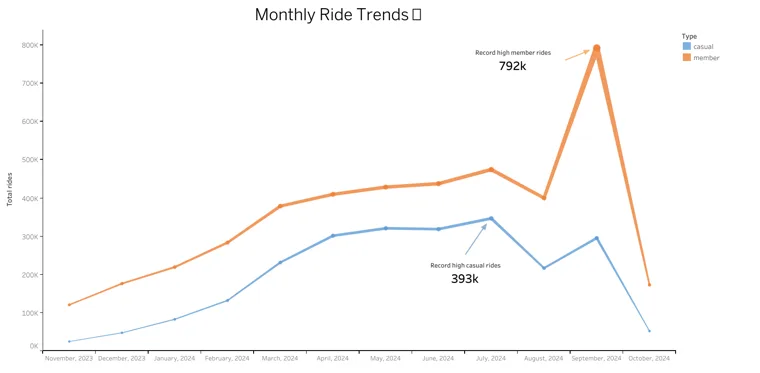 Monthly Ride Trends
Type
casual
member
Record high member rides
792k
800K
700K
600K
500K
400K
300K
200K
100K
0K
Total rides
Record high casual rides
393k
November, 2023 December, 2023 January, 2024 February, 2024 March, 2024 April, 2024 May, 2024 June, 2024 July, 2024 August, 2024 September, 2024 October, 2024